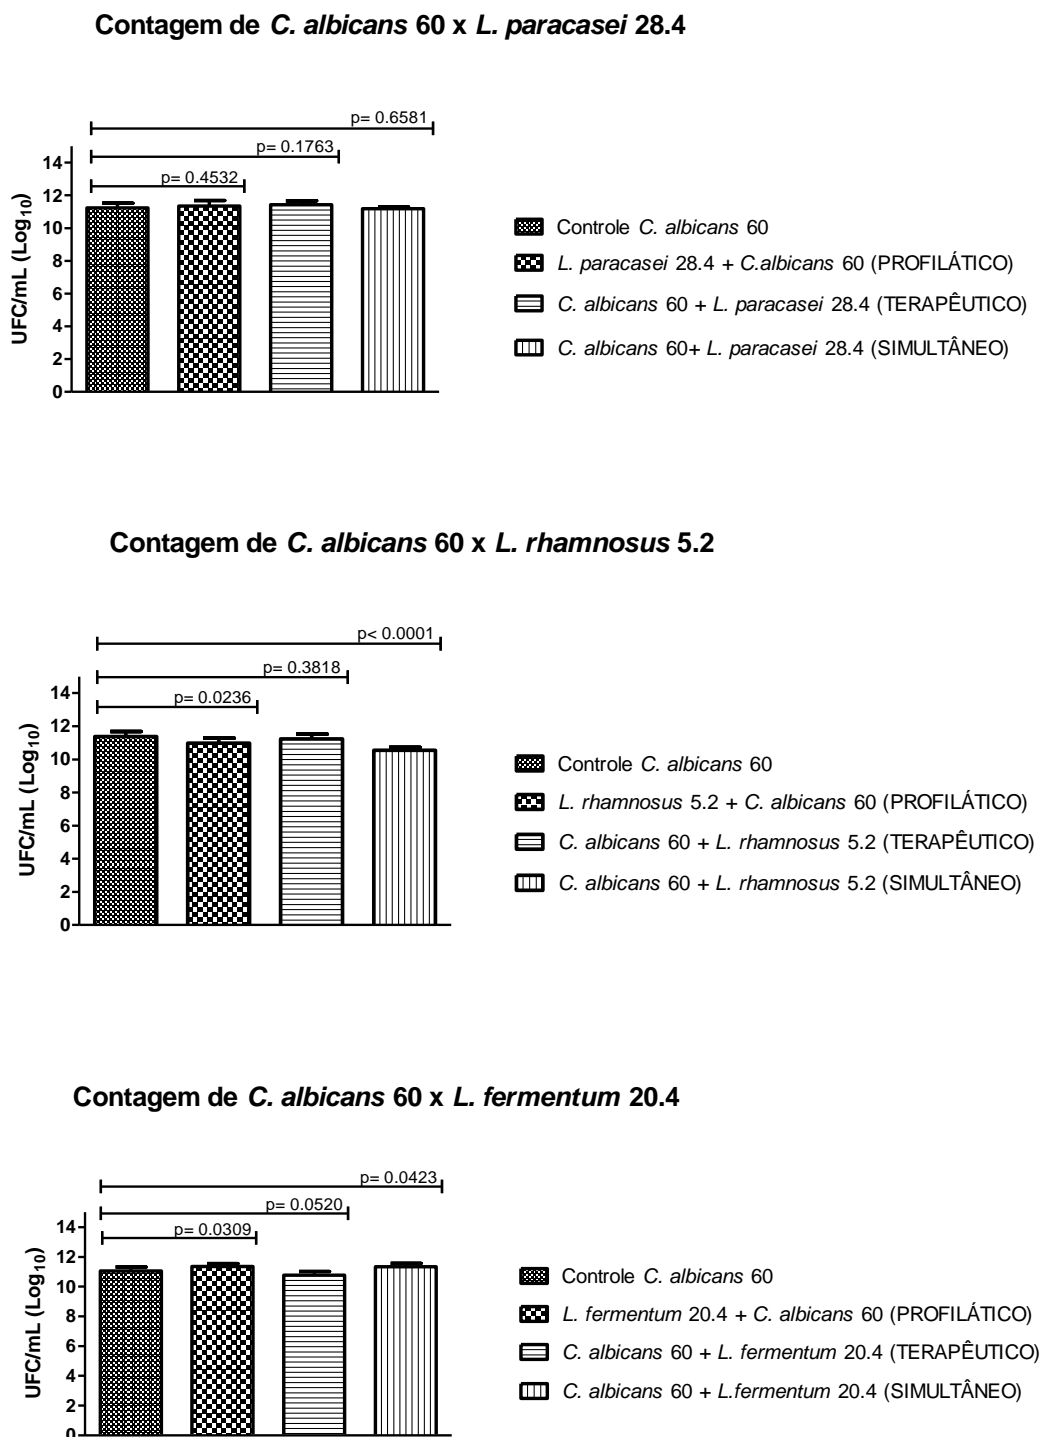 Contagem de C. albicans 60 x L. paracasei 28.4
p= 0.6581
p= 0.1763
p= 0.4532
UFC/mL (Log10)
14
12
10
8
6
4
2
0
Controle C. albicans 60
L. paracasei 28.4 + C.albicans 60 (PROFILÁTICO)
C. albicans 60 + L. paracasei 28.4 (TERAPÊUTICO)
C. albicans 60+ L. paracasei 28.4 (SIMULTÂNEO)
Contagem de C. albicans 60 x L. rhamnosus 5.2
p< 0.0001
p= 0.3818
p= 0.0236
UFC/mL (Log10)
14
12
10
8
6
4
2
0
Controle C. albicans 60
L. rhamnosus 5.2 + C. albicans 60 (PROFILÁTICO)
C. albicans 60 + L. rhamnosus 5.2 (TERAPÊUTICO)
C. albicans 60 + L. rhamnosus 5.2 (SIMULTÂNEO)
Contagem de C. albicans 60 x L. fermentum 20.4
p= 0.0423
p= 0.0520
p= 0.0309
UFC/mL (Log10)
14
12
10
8
6
4
2
0
Controle C. albicans 60
L. fermentum 20.4 + C. albicans 60 (PROFILÁTICO)
C. albicans 60 + L. fermentum 20.4 (TERAPÊUTICO)
C. albicans 60 + L.fermentum 20.4 (SIMULTÂNEO)